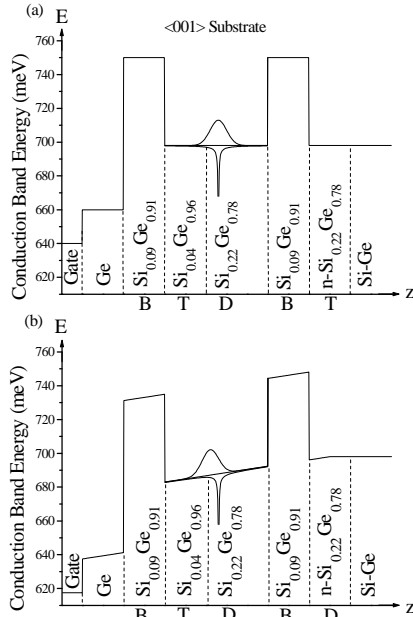 (a)
E
<001> Substrate
Conduction Band Energy (meV)
760
740
720
700
680
660
640
620
Gate
Ge
Si0.09Ge0.91
Si0.04Ge0.96
Si0.22Ge0.78
Si0.09Ge0.91
n-Si0.22Ge0.78
Si-Ge
z
B T D B T
(b)
E
Conduction Band Energy (meV)
760
740
720
700
680
660
640
620
Gate
Ge
Si0.09Ge0.91
Si0.04Ge0.96
Si0.22Ge0.78
Si0.09Ge0.91
n-Si0.22Ge0.78
Si-Ge
z
B T D B D